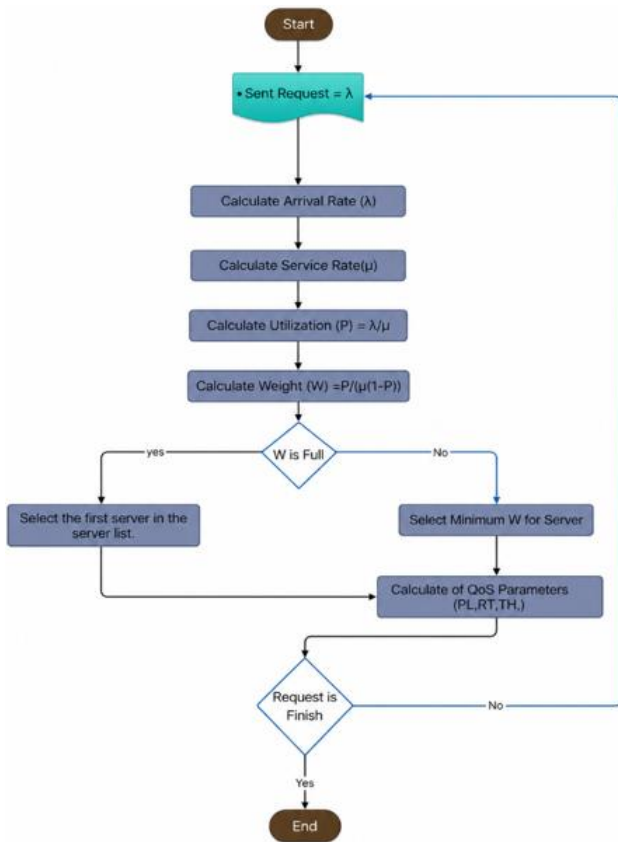 Start
• Sent Request = λ
Calculate Arrival Rate (λ)
Calculate Service Rate(μ)
Calculate Utilization (P) = λ/μ
Calculate Weight (W) =P/(μ(1-P))
W is Full
yes
No
Select the first server in the
server list.
Select Minimum W for Server
Calculate of QoS Parameters
(PL,RT,TH,)
Request is
Finish
No
Yes
End